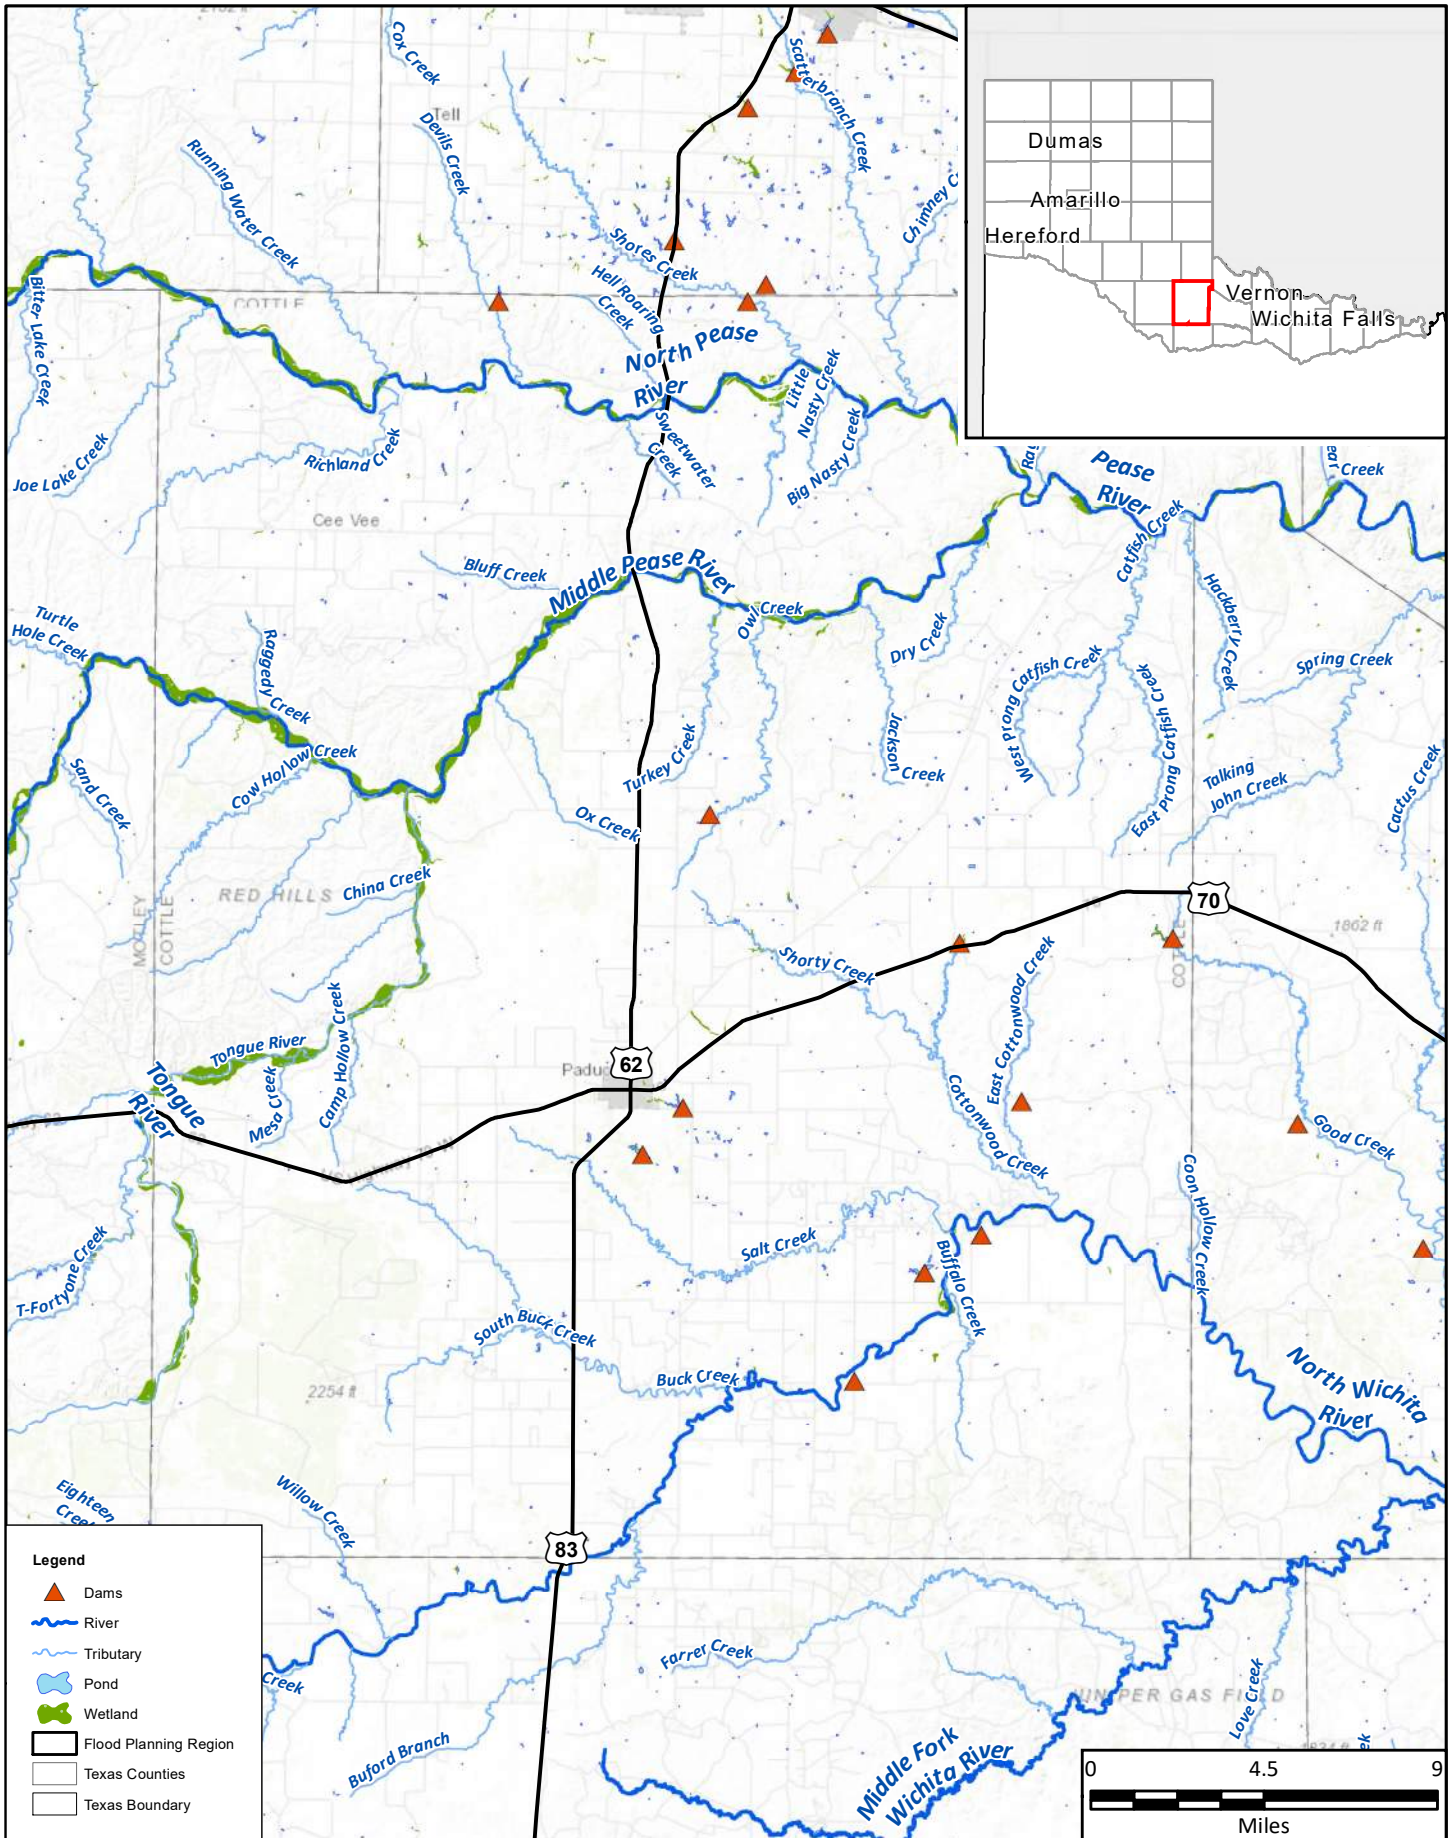 Cox Creek
Scatterbranch Creek
Tell
Devils Creek
Running Water Creek
Chimney C
Shores Creek
Hell Roaring
Creek
Bitter Lake Creek
COTTLE
North Pease
River
Little
Nasty Creek
Big Nasty Creek
Sweetwater
Creek
Richland Creek
Joe Lake Creek
Cee Vee
Dumas
Amarillo
Hereford
Vernon
Wichita Falls
Pease
River
Creek
Catfish Creek
Bluff Creek
Middle Pease River
Owl Creek
Dry Creek
Hackberry Creek
Turtle
Hole Creek
Raggedy Creek
West Prong Catfish Creek
East Prong Catfish Creek
Spring Creek
Jackson Creek
Turkey Creek
Cow Hollow Creek
Sand Creek
Ox Creek
Talking
John Creek
Cactus Creek
China Creek
RED HILLS
MOTLEY
COTTLE
70
1862 ft
Shorty Creek
East Cottonwood Creek
Cottonwood Creek
Camp Hollow Creek
Tongue River
Mesa Creek
Tongue
River
62
Good Creek
Coon Hollow Creek
Salt Creek
Buffalo Creek
T-Fortyone Creek
South Buck Creek
Buck Creek
2254 ft
North Wichita
River
Eighteen
Willow Creek
83
Farrer Creek
Creek
Buford Branch
JUNIPER GAS FIELD
Love Creek
Middle Fork
Wichita River
Legend
Dams
River
Tributary
Pond
Wetland
Flood Planning Region
Texas Counties
Texas Boundary
0 4.5 9
Miles